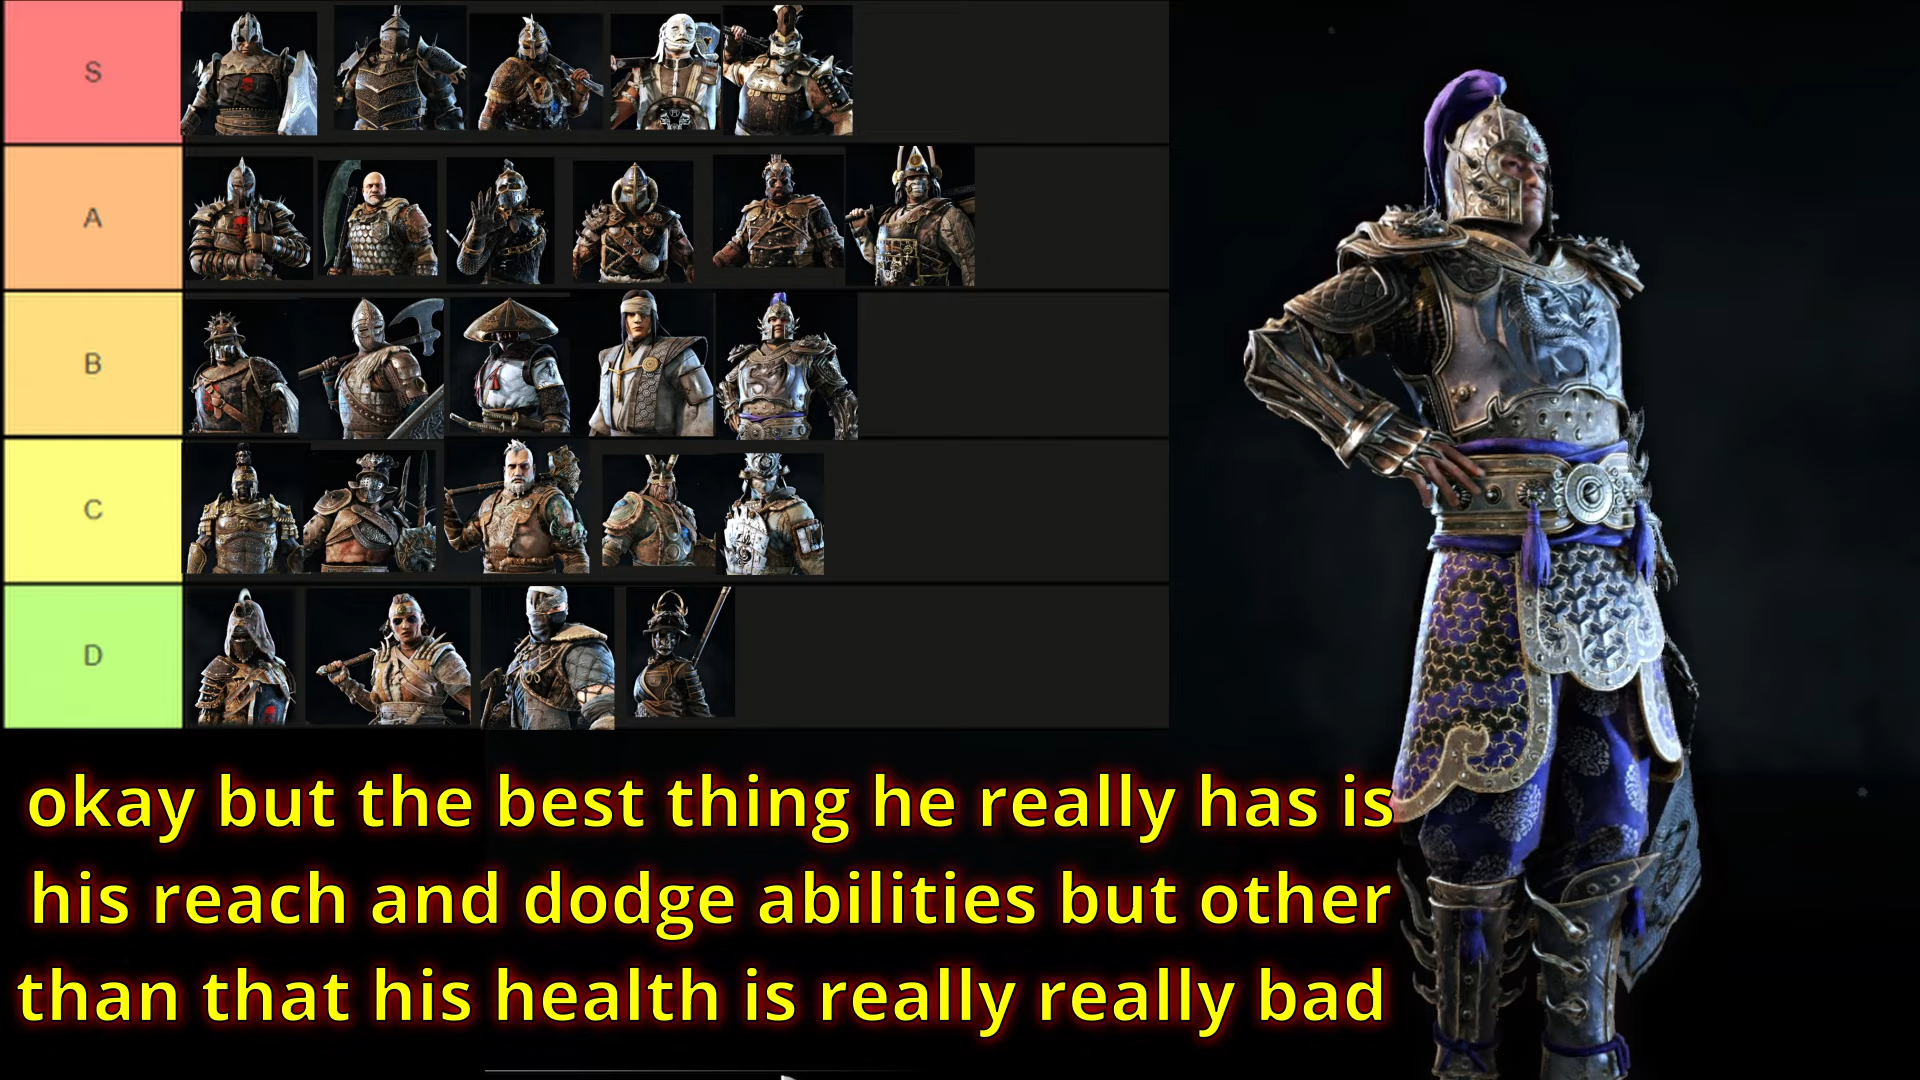 S
A
B
C
D
okay but the best thing he really has is
his reach and dodge abilities but other
than that his health is really really bad